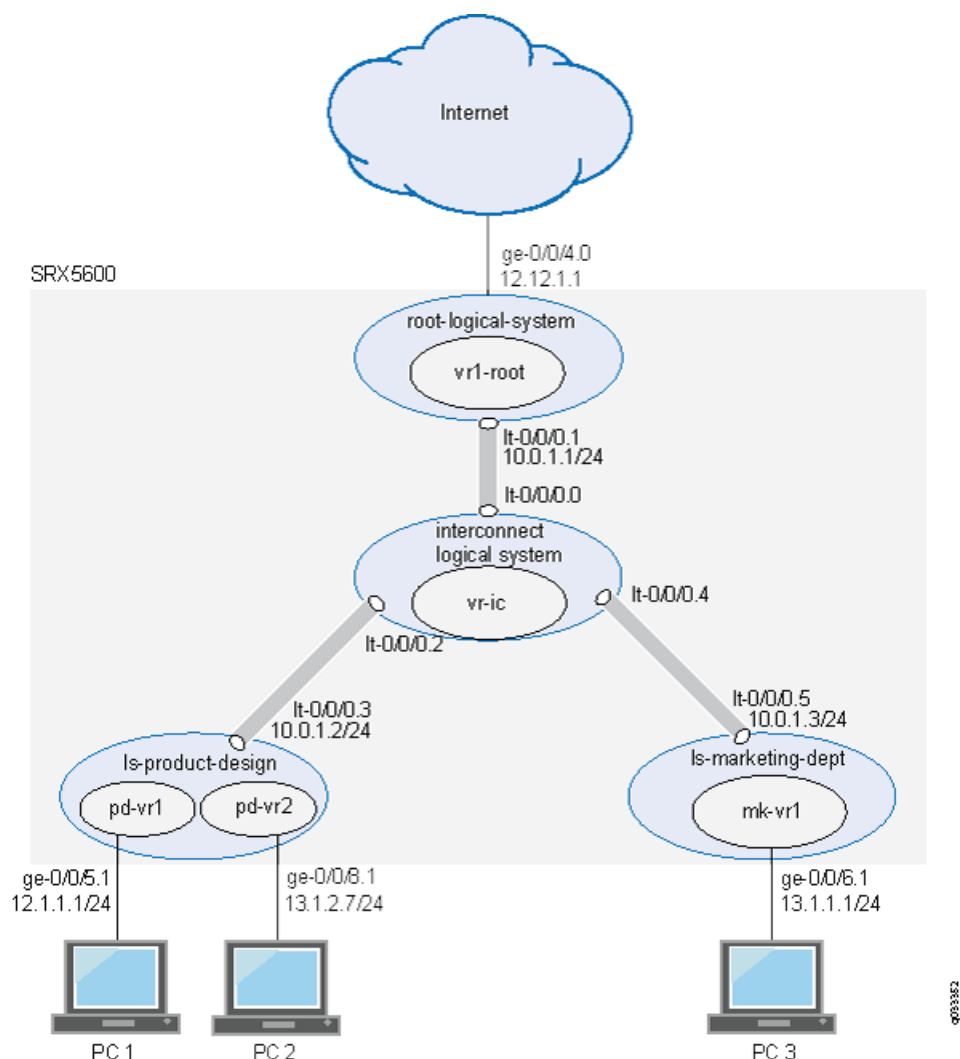 Internet
ge-0/0/4.0
12.12.1.1
SRX5600
root-logical-system
vr1-root
lt-0/0/0.1
10.0.1.1/24
lt-0/0/0.0
interconnect
logical system
vr-ic
lt-0/0/0.4
lt-0/0/0.2
lt-0/0/0.3
10.0.1.2/24
lt-0/0/0.5
10.0.1.3/24
ls-product-design
pd-vr1
pd-vr2
ls-marketing-dept
mk-vr1
ge-0/0/5.1
12.1.1.1/24
ge-0/0/8.1
13.1.2.7/24
ge-0/0/6.1
13.1.1.1/24
PC 1
PC 2
PC 3
g033352